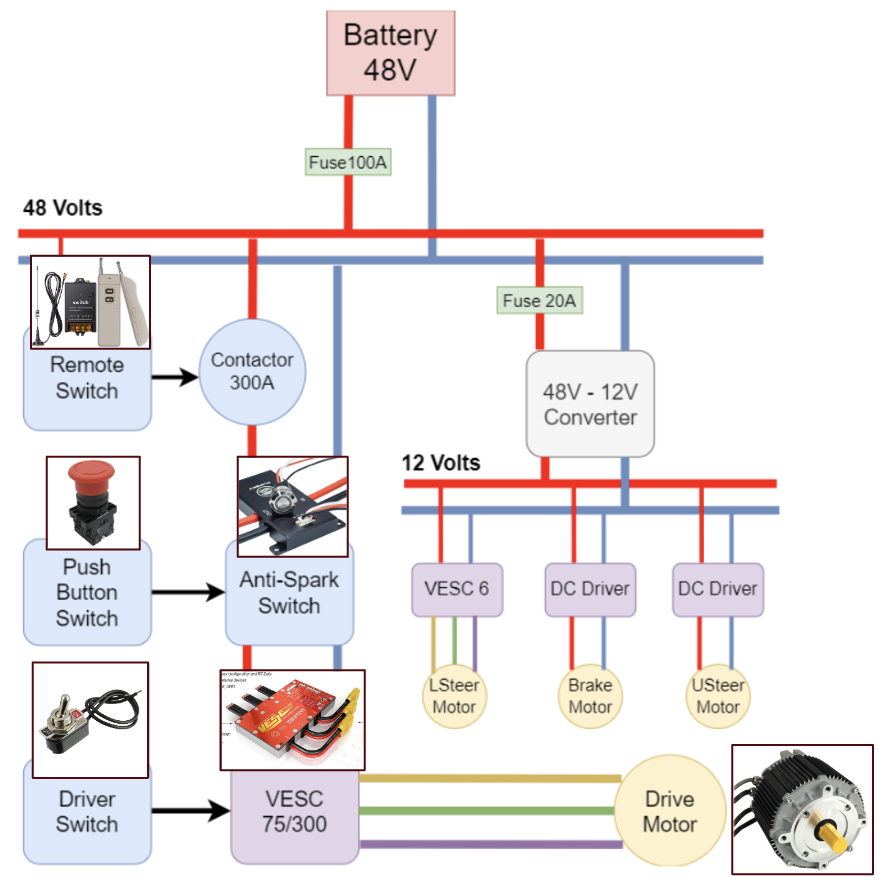 Battery
48V
Fuse100A
48 Volts
switch
Remote
Switch
Contactor
300A
Fuse 20A
48V - 12V
Converter
12 Volts
Push
Button
Switch
Anti-Spark
Switch
VESC 6
DC Driver
DC Driver
LSteer
Motor
Brake
Motor
USteer
Motor
VESC
Driver
Switch
VESC
75/300
Drive
Motor